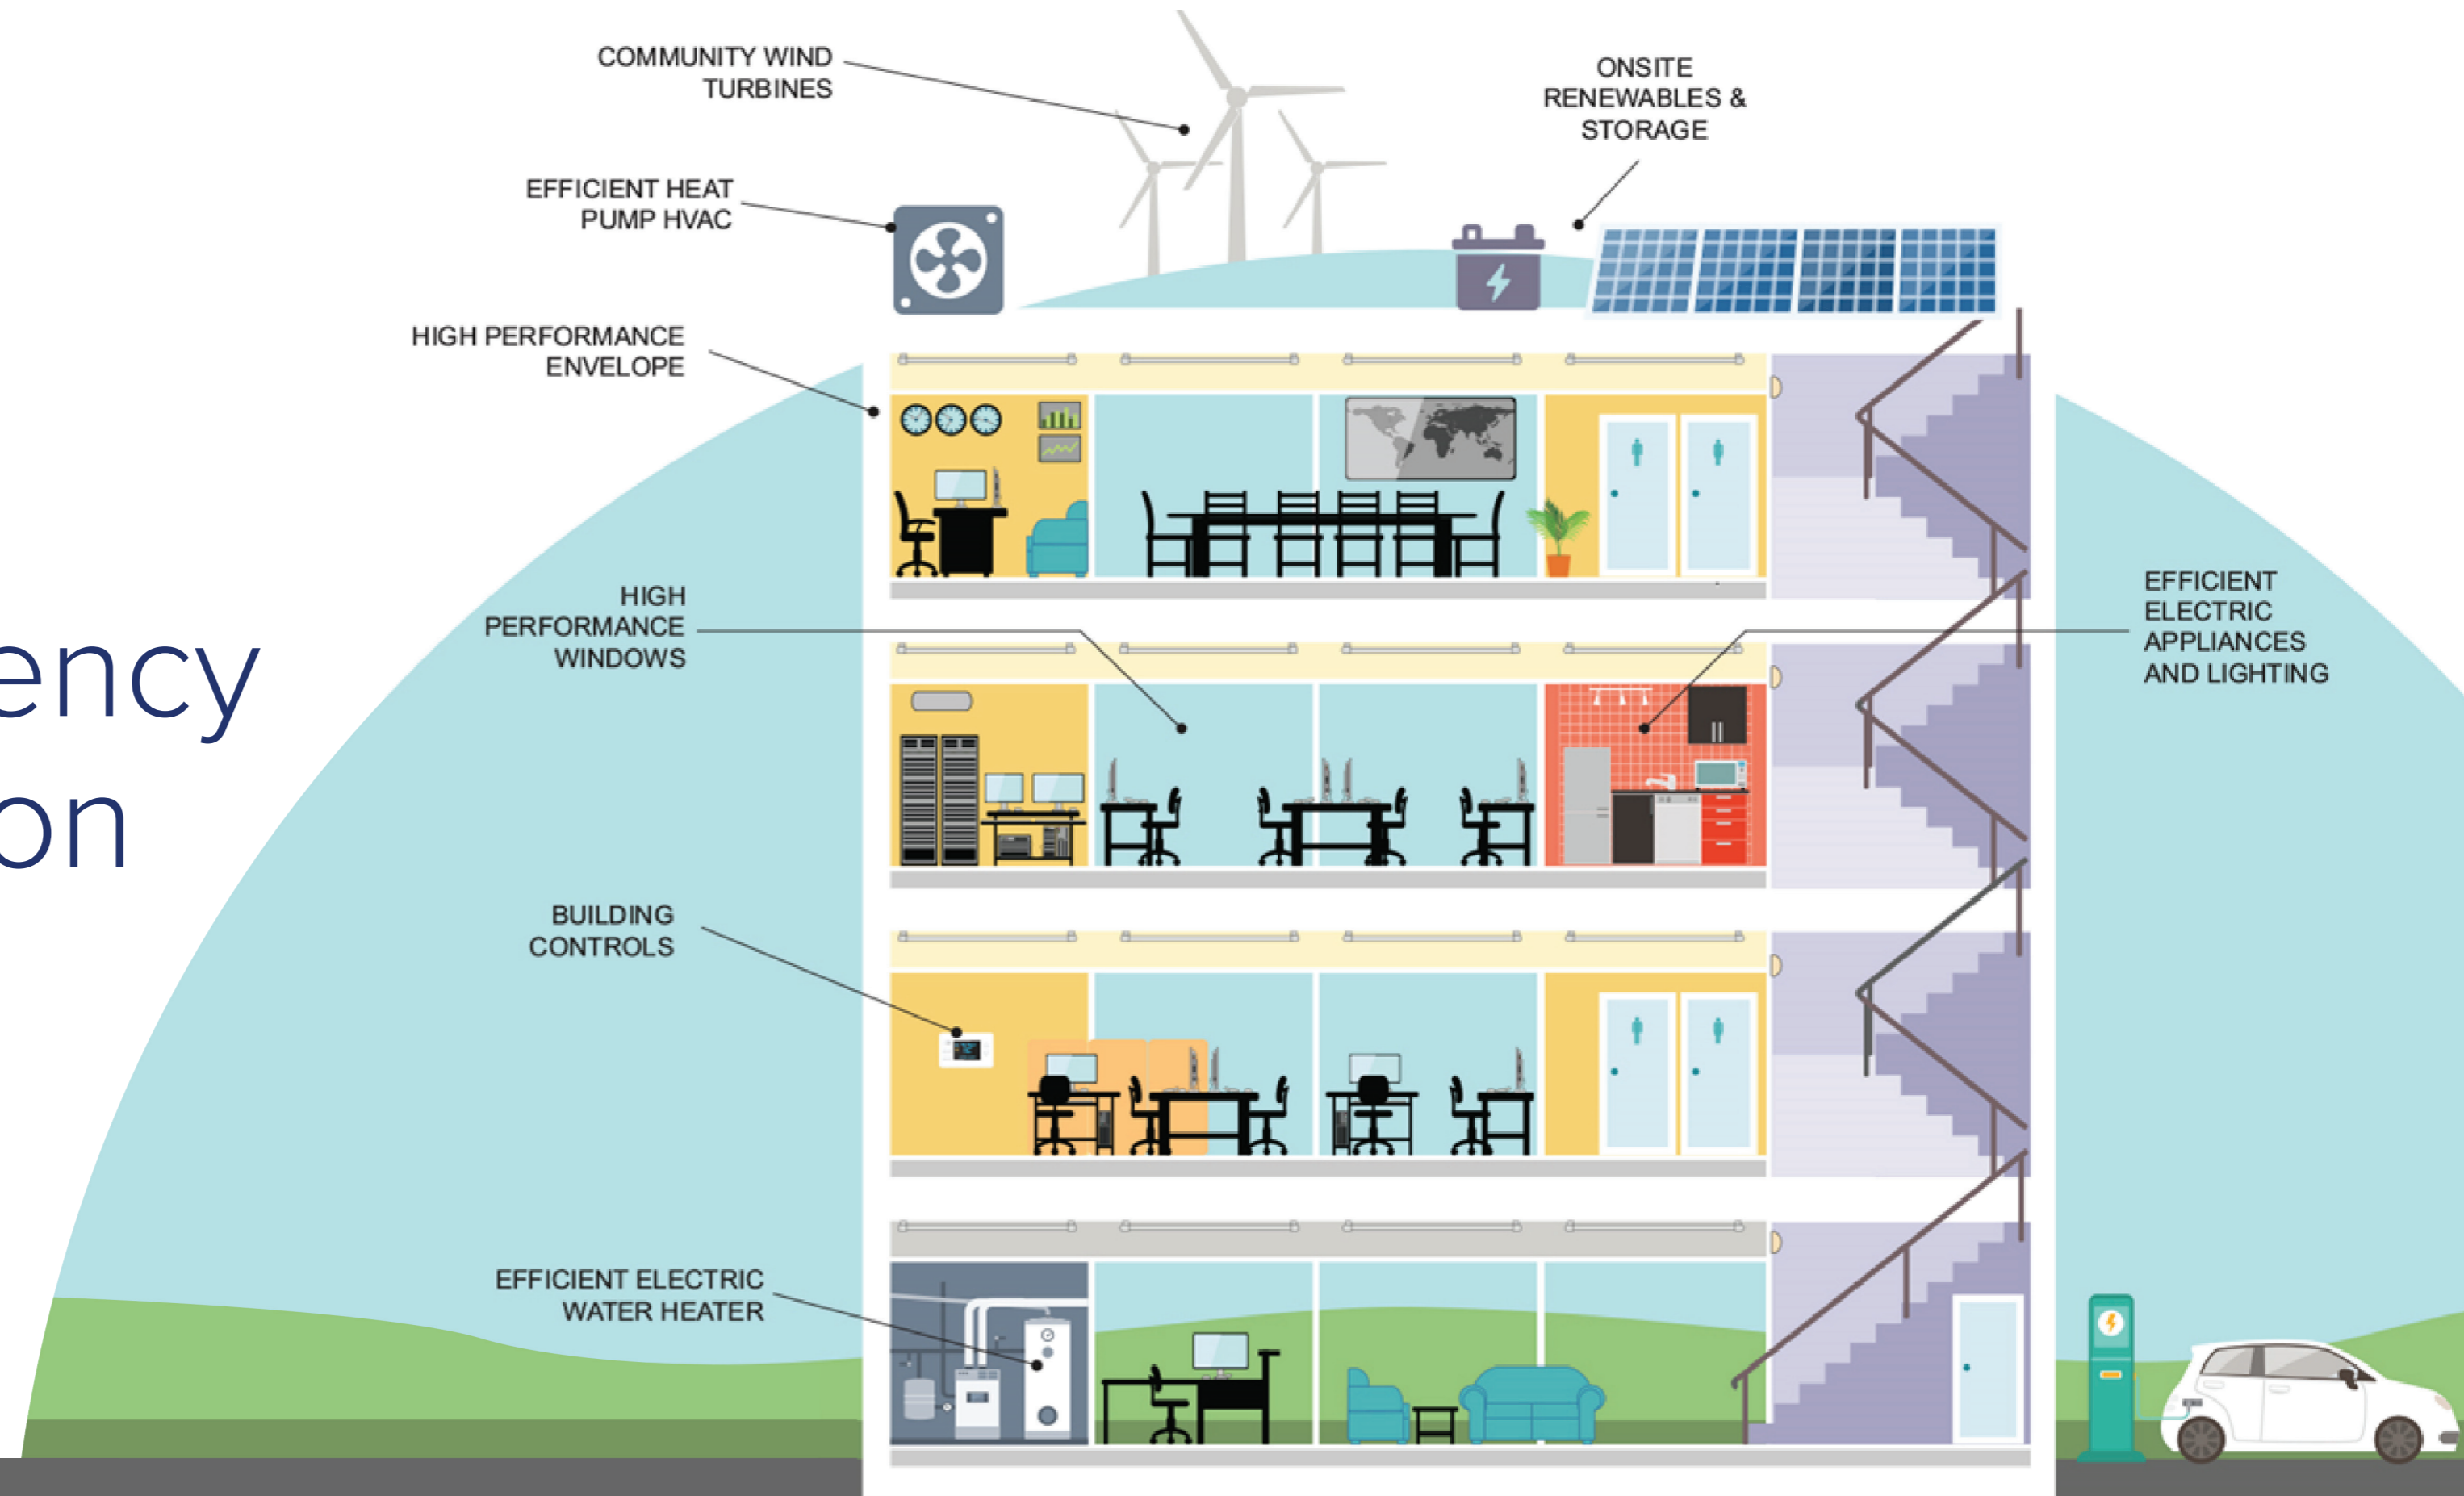 COMMUNITY WIND
TURBINES
ONSITE
RENEWABLES &
STORAGE
EFFICIENT HEAT
PUMP HVAC
HIGH PERFORMANCE
ENVELOPE
HIGH
PERFORMANCE
WINDOWS
EFFICIENT
ELECTRIC
APPLIANCES
AND LIGHTING
ency
on
BUILDING
CONTROLS
EFFICIENT ELECTRIC
WATER HEATER